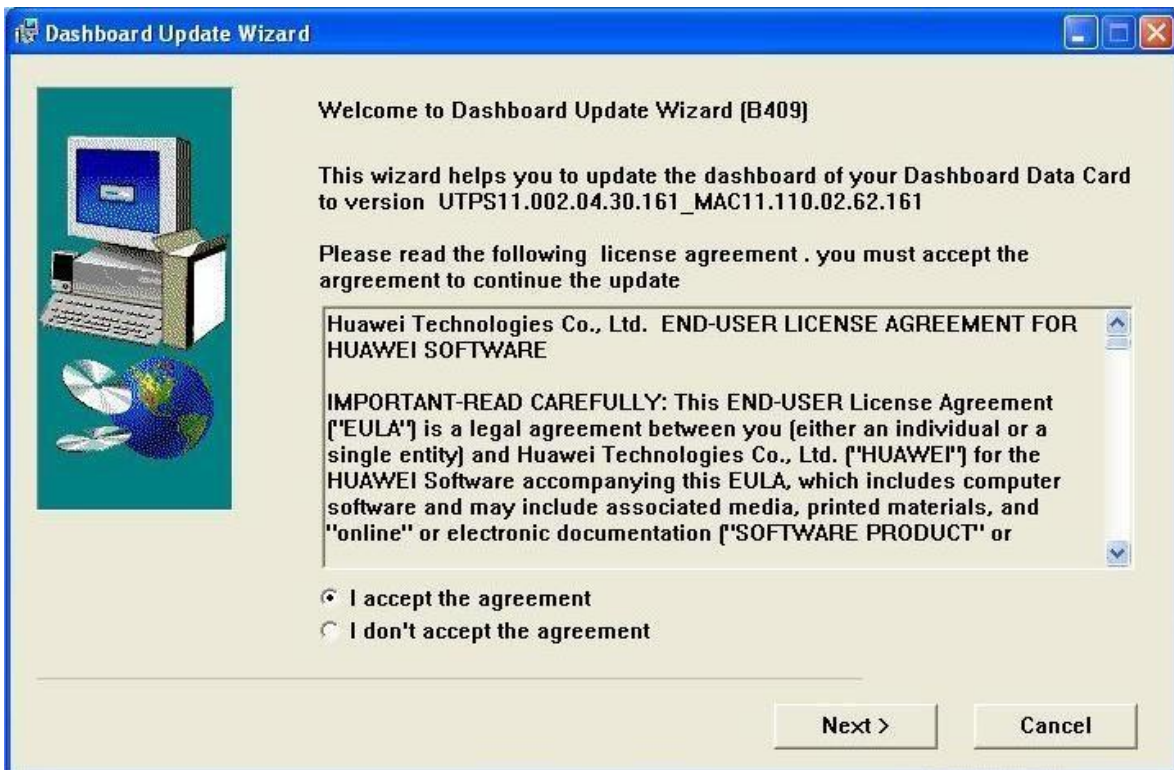 Dashboard Update Wizard
Welcome to Dashboard Update Wizard (B409)
This wizard helps you to update the dashboard of your Dashboard Data Card
to version UTPS11.002.04.30.161_MAC11.110.02.62.161
Please read the following license agreement . you must accept the
argreement to continue the update
Huawei Technologies Co., Ltd. END-USER LICENSE AGREEMENT FOR
HUAWEI SOFTWARE
IMPORTANT-READ CAREFULLY: This END-USER License Agreement
("EULA") is a legal agreement between you (either an individual or a
single entity) and Huawei Technologies Co., Ltd. ("HUAWEI") for the
HUAWEI Software accompanying this EULA, which includes computer
software and may include associated media, printed materials, and
"online" or electronic documentation ("SOFTWARE PRODUCT" or
I accept the agreement
I don't accept the agreement
Next >
Cancel